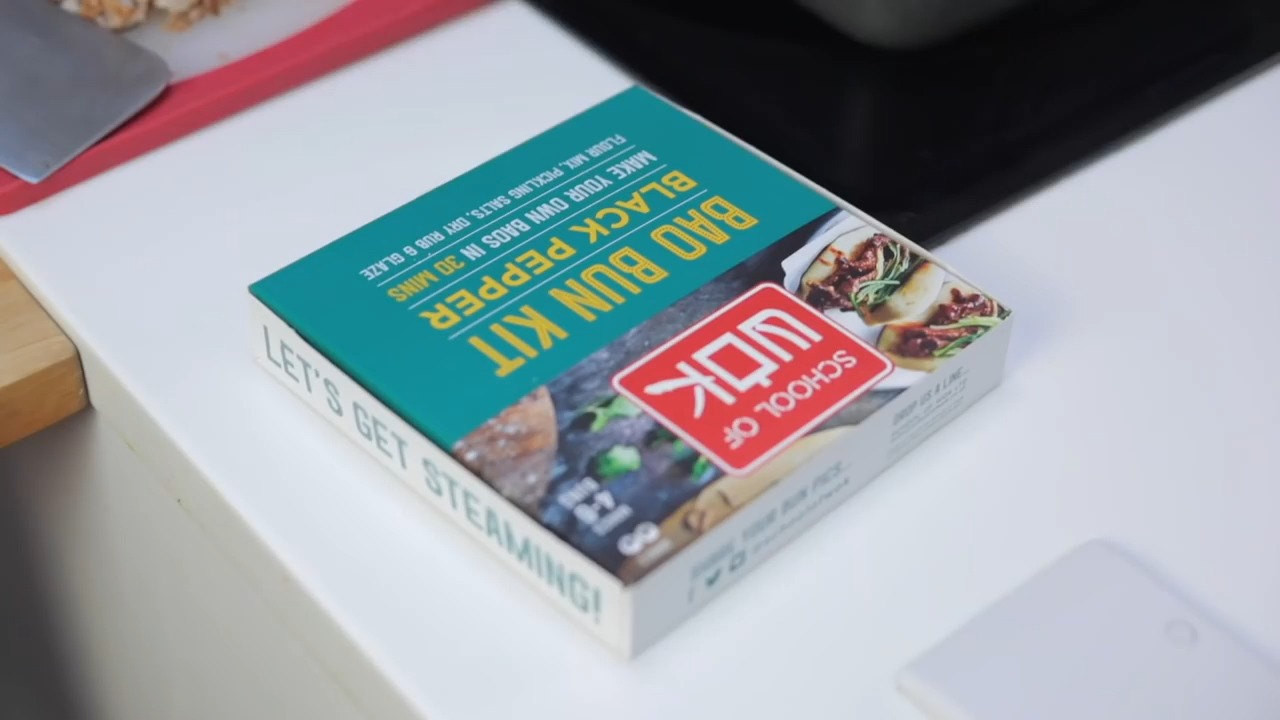 SCHOOL OF
WOK
BAO BUN KIT
BLACK PEPPER
MAKE YOUR OWN BAOS IN 30 MINS
FLOUR MIX, PICKLING SALTS, DRY RUB & GLAZE
LET'S GET STEAMING!
YOUR BUN PICS...
DROP US A LINE...